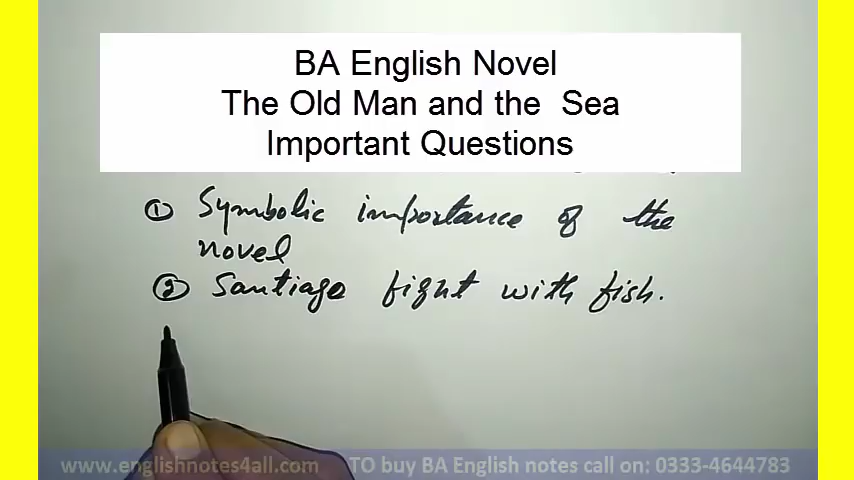 BA English Novel
The Old Man and the Sea
Important Questions
① Symbolic importance of the
novel
② Santiago fight with fish.
www.englishnotes4all.com TO buy BA English notes call on: 0333-4644783